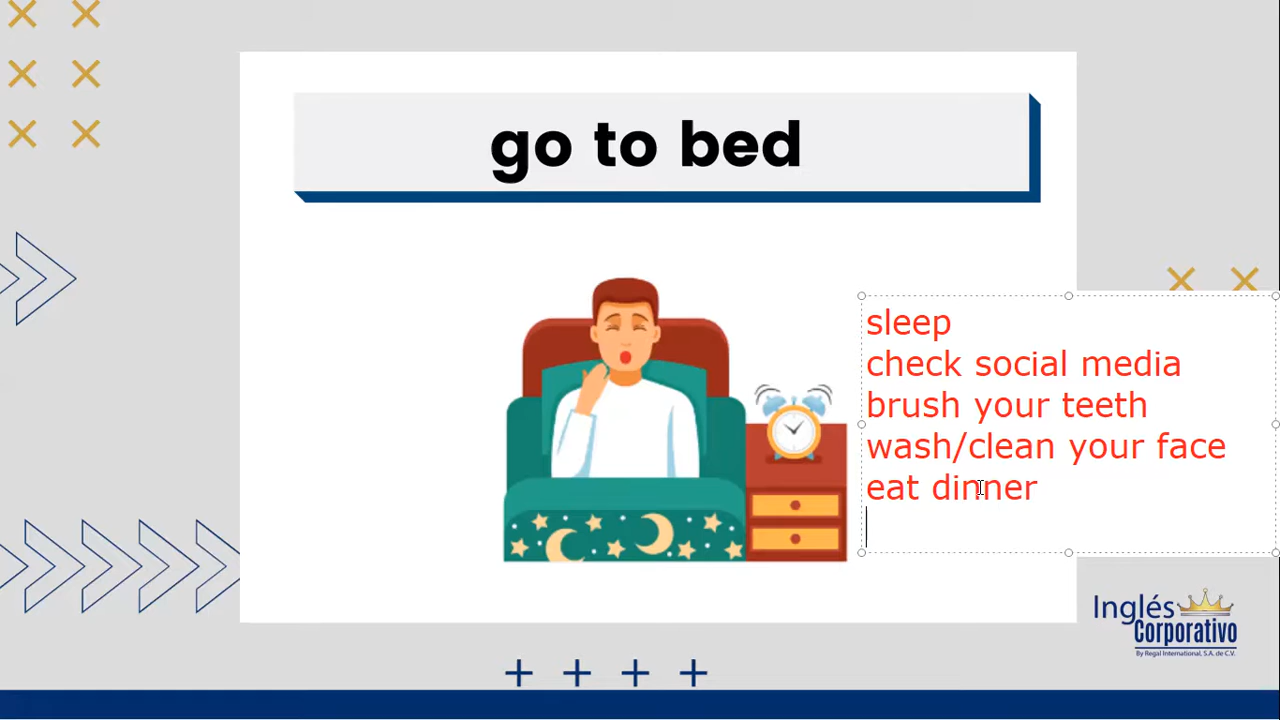 go to bed
sleep
check social media
brush your teeth
wash/clean your face
eat dinner
Inglés
Corporativo
By Regal International, S.A. de C.V.